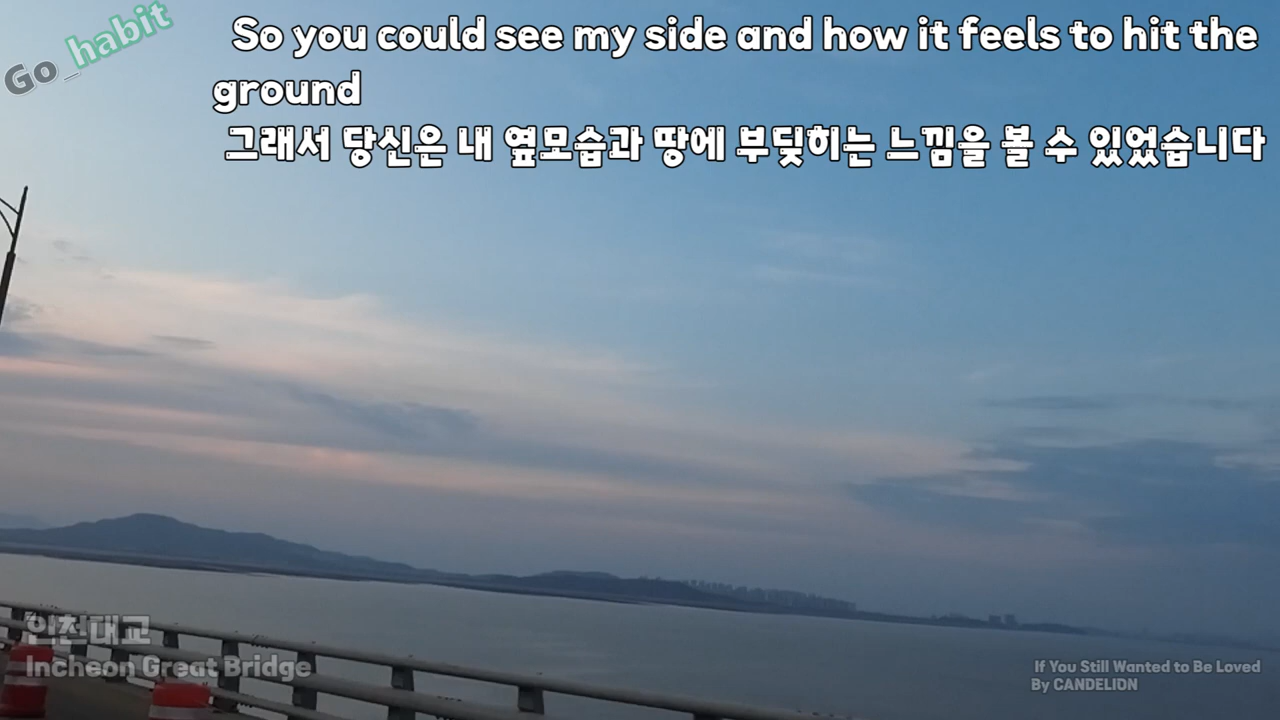 Go_habit
So you could see my side and how it feels to hit the
ground
그래서 당신은 내 옆모습과 땅에 부딪히는 느낌을 볼 수 있었습니다
인천대교
Incheon Great Bridge
If You Still Wanted to Be Loved
By CANDELION